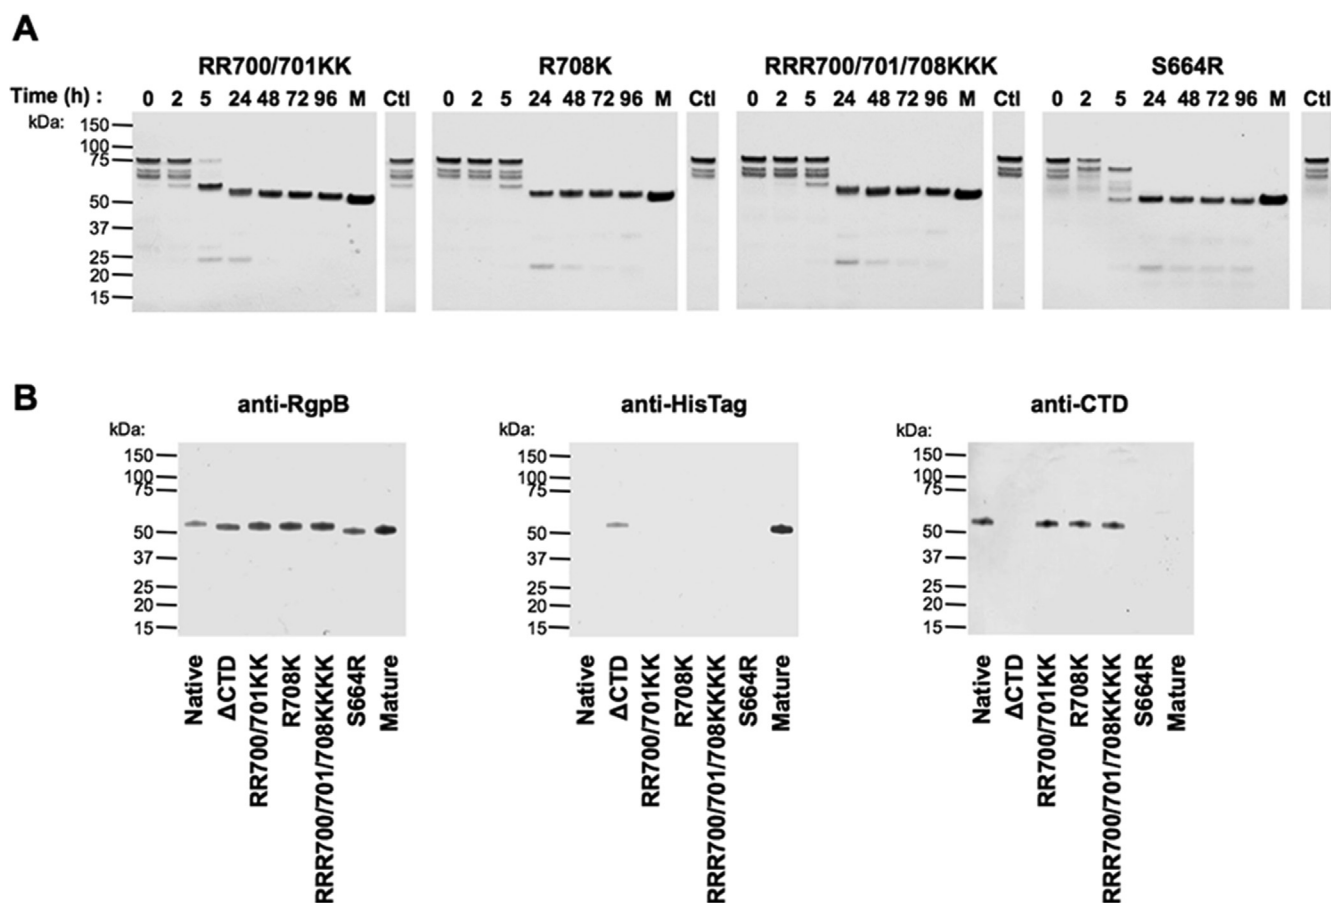 A
RR700/701KK R708K RRR700/701/708KKK S664R
Time (h) : 0 2 5 24 48 72 96 M Ctl 0 2 5 24 48 72 96 M Ctl 0 2 5 24 48 72 96 M Ctl 0 2 5 24 48 72 96 M Ctl
kDa:
150
100
75
50
37
25
20
15
B
anti-RgpB anti-HisTag anti-CTD
kDa: kDa: kDa:
150 150 150
100 100 100
75 75 75
50 50 50
37 37 37
25 25 25
20 20 20
15 15 15
Native ΔCTD RR700/701KK R708K RRR700/701/708KKKK S664R Mature
Native ΔCTD RR700/701KK R708K RRR700/701/708KKKK S664R Mature
Native ΔCTD RR700/701KK R708K RRR700/701/708KKKK S664R Mature